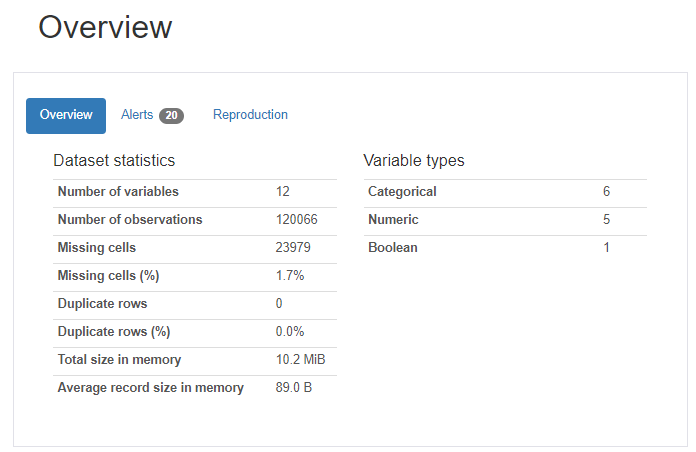 Overview
Overview Alerts 20 Reproduction
Dataset statistics
Number of variables 12
Number of observations 120066
Missing cells 23979
Missing cells (%) 1.7%
Duplicate rows 0
Duplicate rows (%) 0.0%
Total size in memory 10.2 MiB
Average record size in memory 89.0 B
Variable types
Categorical 6
Numeric 5
Boolean 1